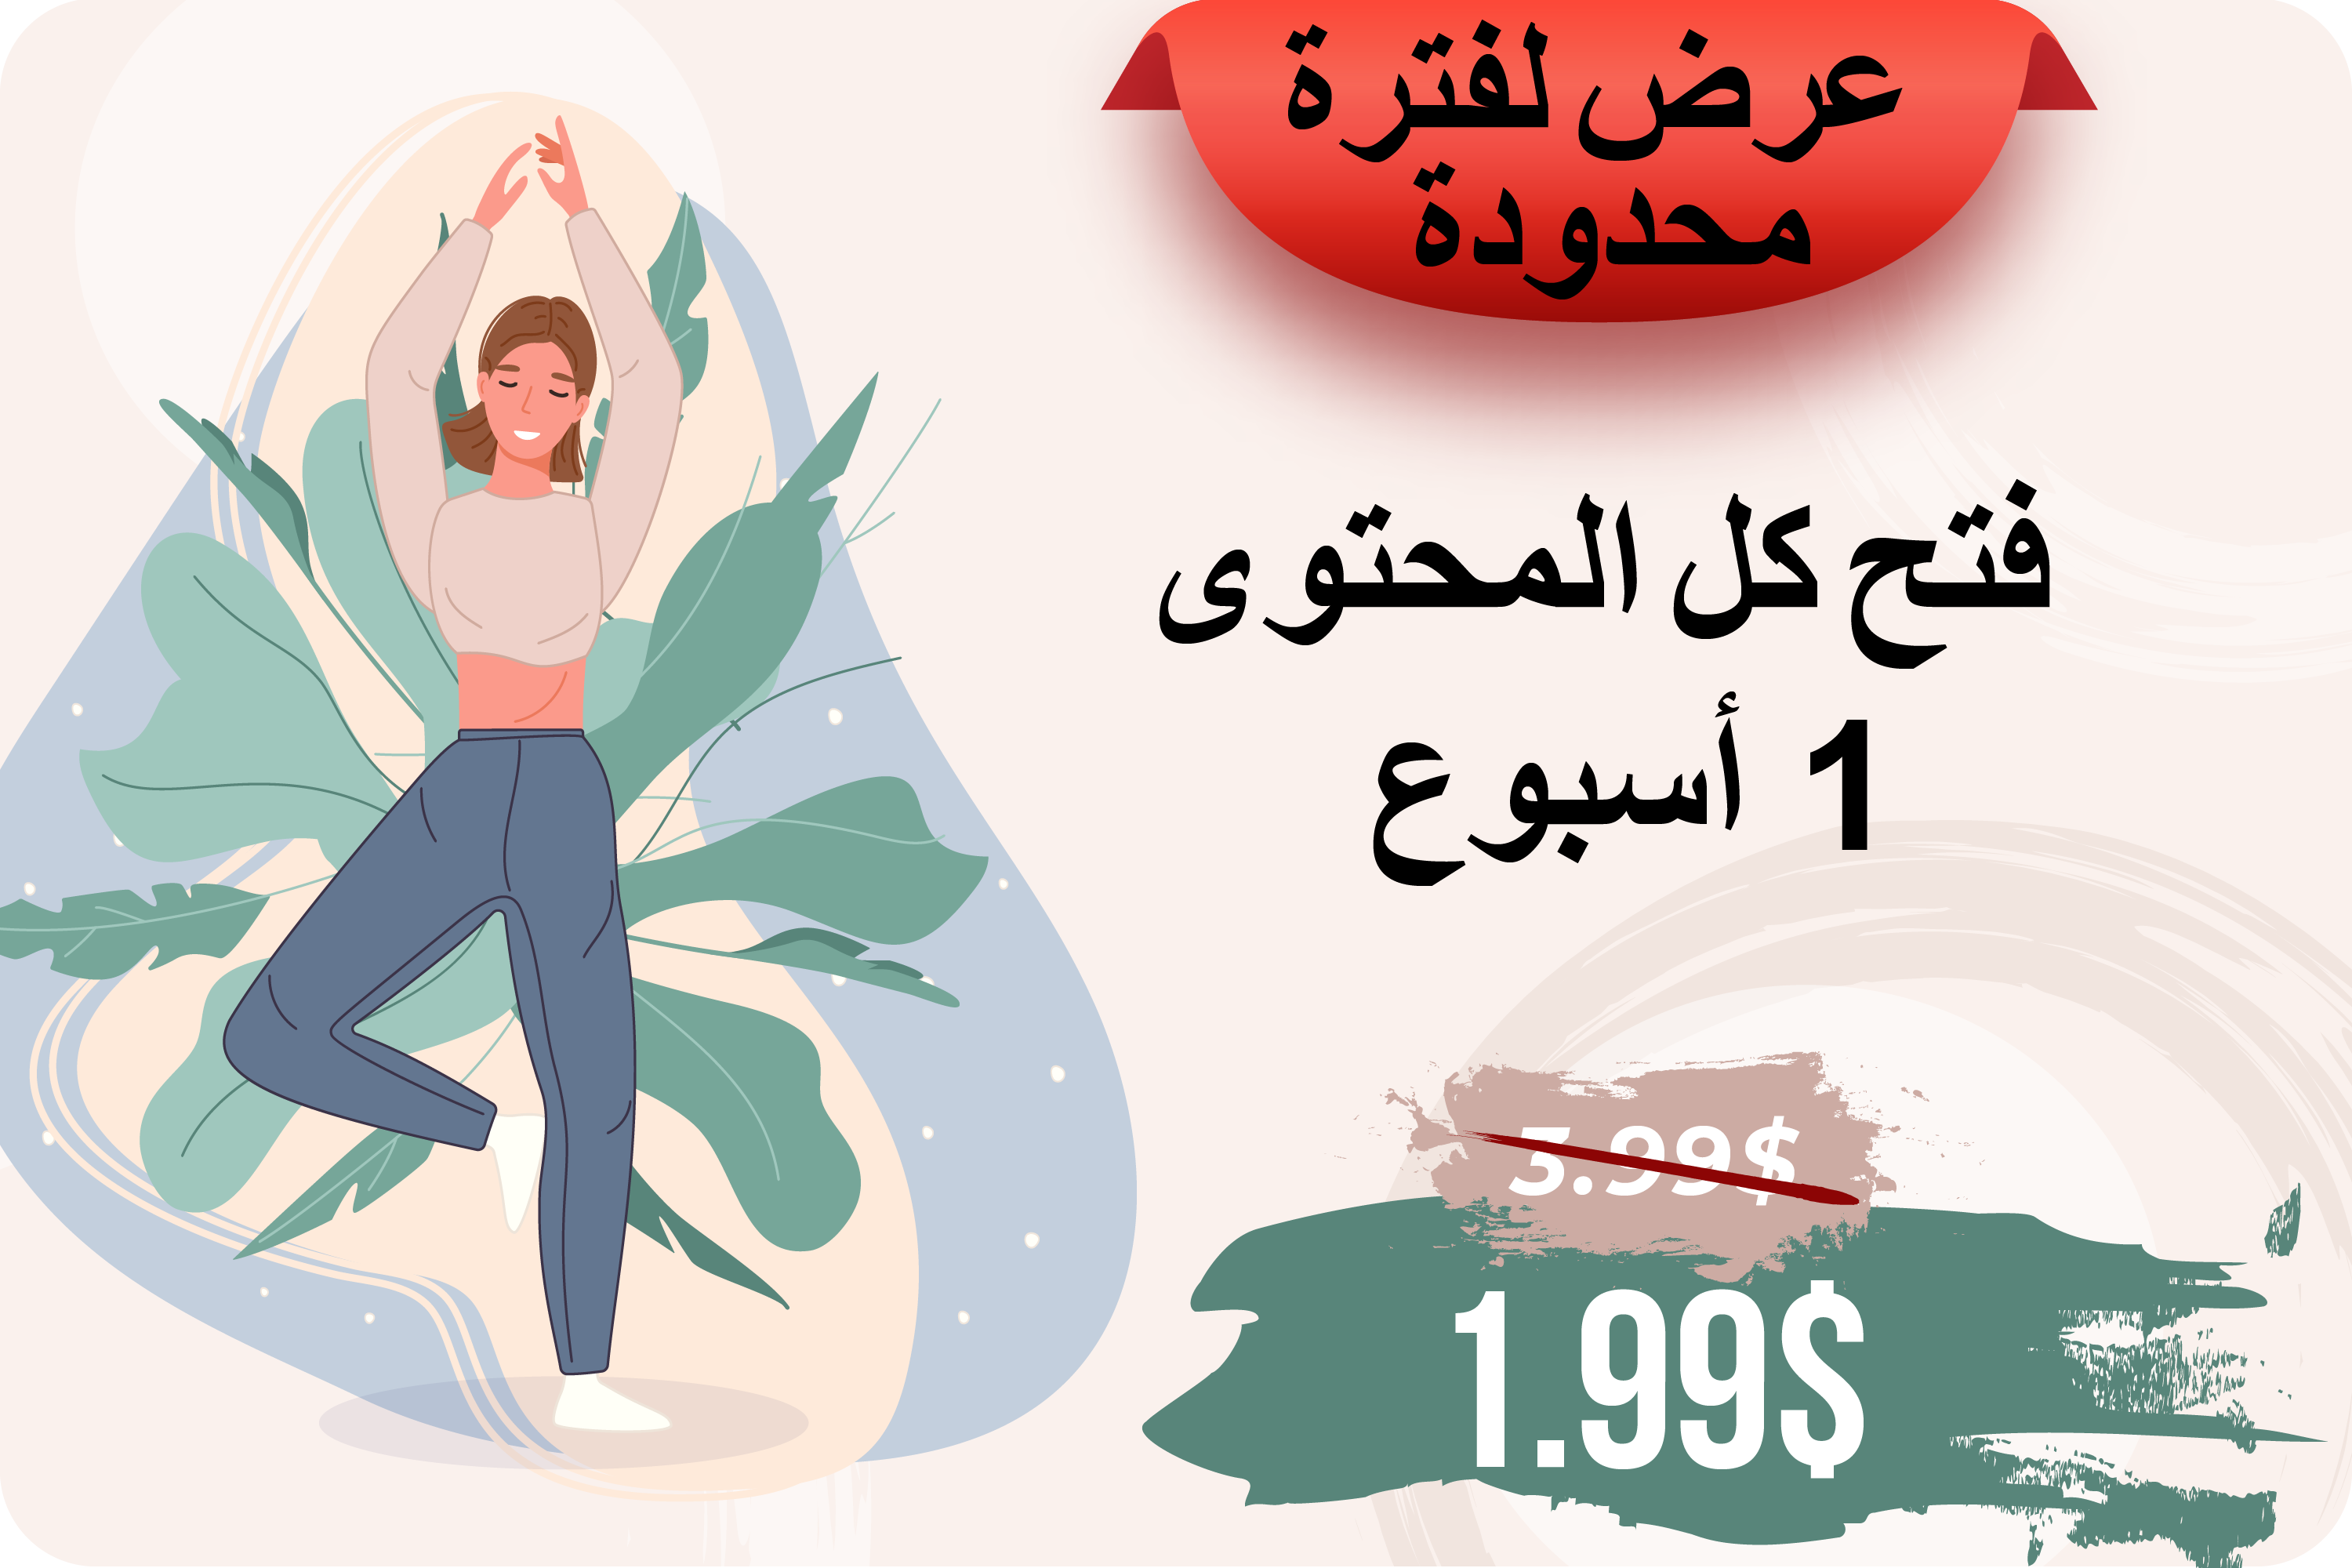 عرض لفترة
محدودة
فتح كل المحتوى
1 أسبوع
3.99$
1.99$